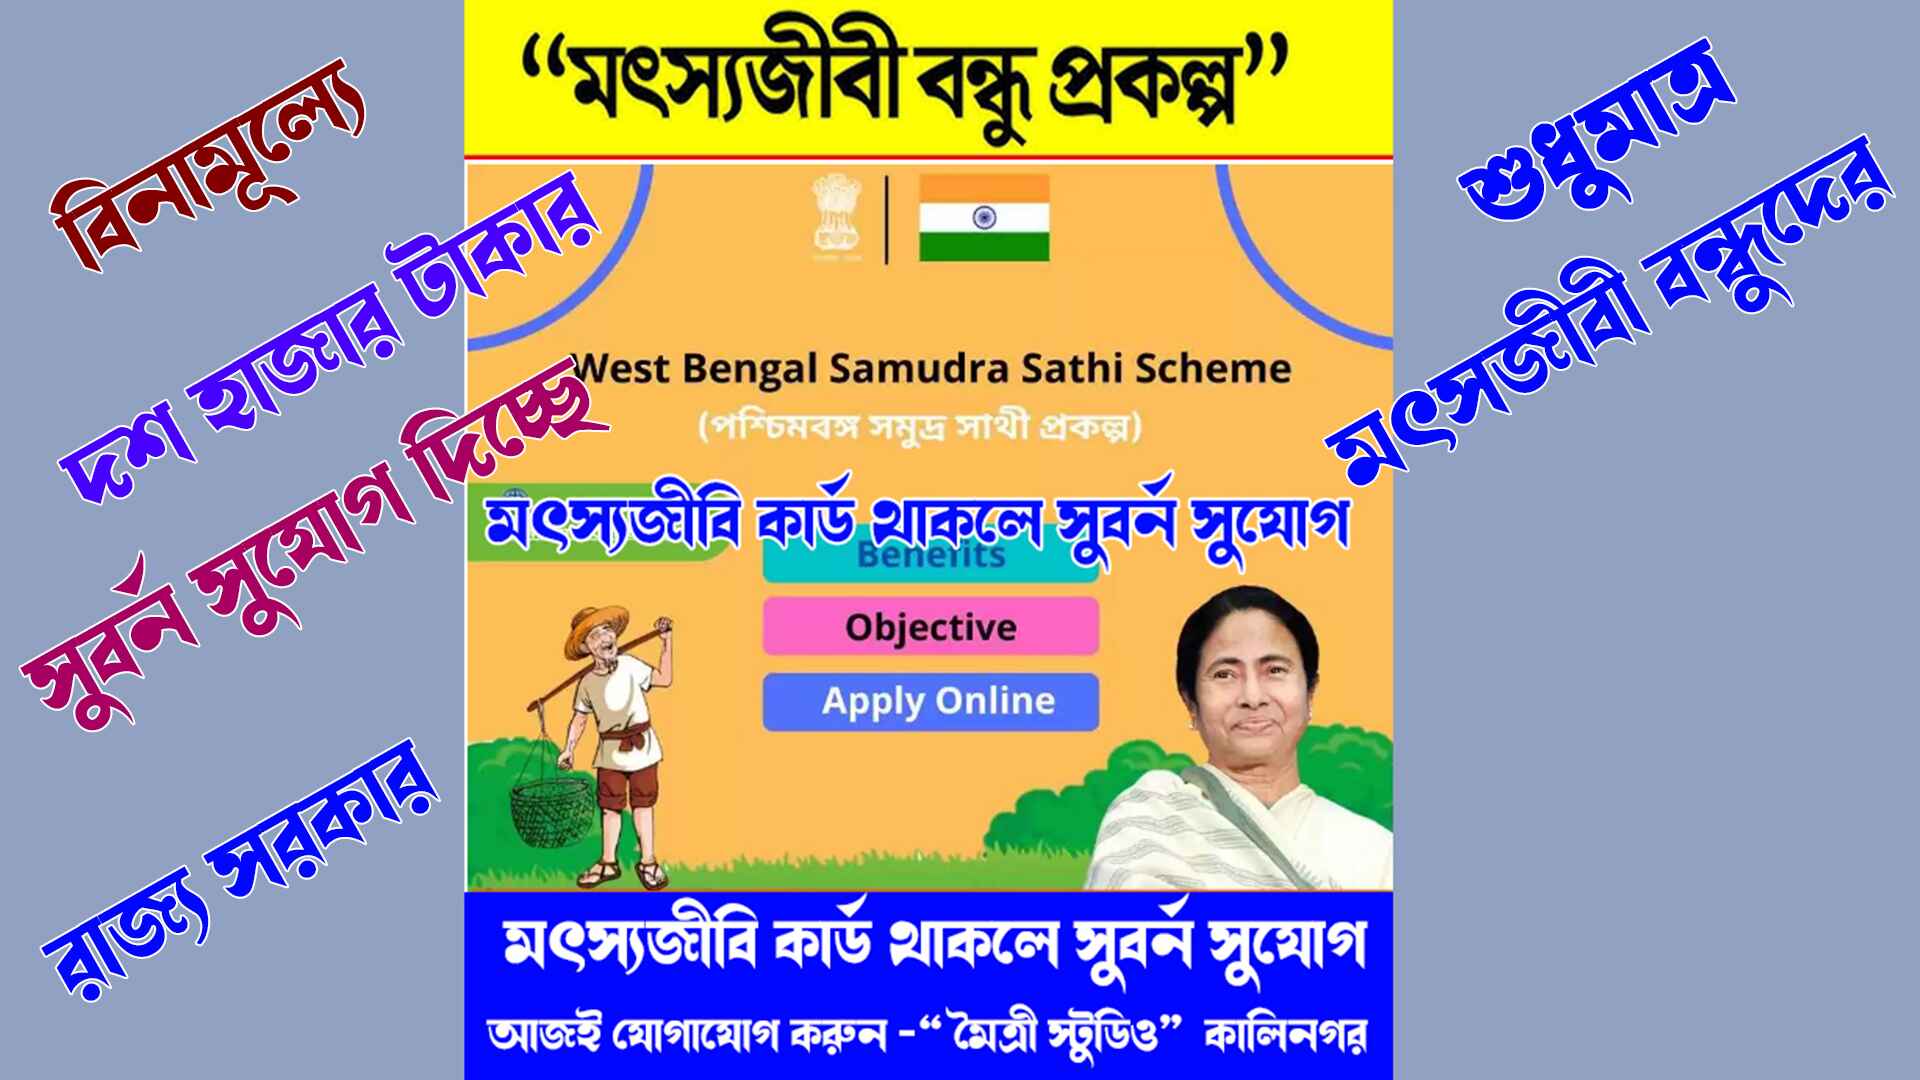 “মৎস্যজীবী বন্ধু প্রকল্প”
বিনামূল্যে
দশ হাজার টাকার
সুবর্ন সুযোগ দিচ্ছে
রাজ্য সরকার
শুধুমাত্র
মৎসজীবী বন্ধুদের
West Bengal Samudra Sathi Scheme
(পশ্চিমবঙ্গ সমুদ্র সাথী প্রকল্প)
মৎস্যজীবি কার্ড থাকলে সুবর্ন সুযোগ
Benefits
Objective
Apply Online
মৎস্যজীবি কার্ড থাকলে সুবর্ন সুযোগ
আজই যোগাযোগ করুন -“ মৈত্রী স্টুডিও” কালিনগর